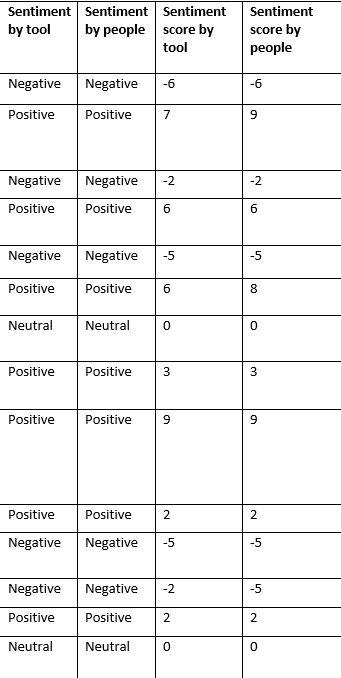 Sentiment Sentiment Sentiment Sentiment
by tool by people score by score by
tool people
Negative Negative -6 -6
Positive Positive 7 9
Negative Negative -2 -2
Positive Positive 6 6
Negative Negative -5 -5
Positive Positive 6 8
Neutral Neutral 0 0
Positive Positive 3 3
Positive Positive 9 9
Positive Positive 2 2
Negative Negative -5 -5
Negative Negative -2 -5
Positive Positive 2 2
Neutral Neutral 0 0